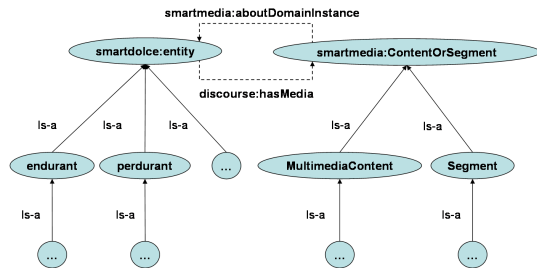 smartmedia:aboutDomainInstance
smartdolce:entity
smartmedia:ContentOrSegment
discourse:hasMedia
Is-a
Is-a
Is-a
Is-a
Is-a
endurant
perdurant
...
MultimediaContent
Segment
Is-a
Is-a
Is-a
Is-a
...
...
...
...